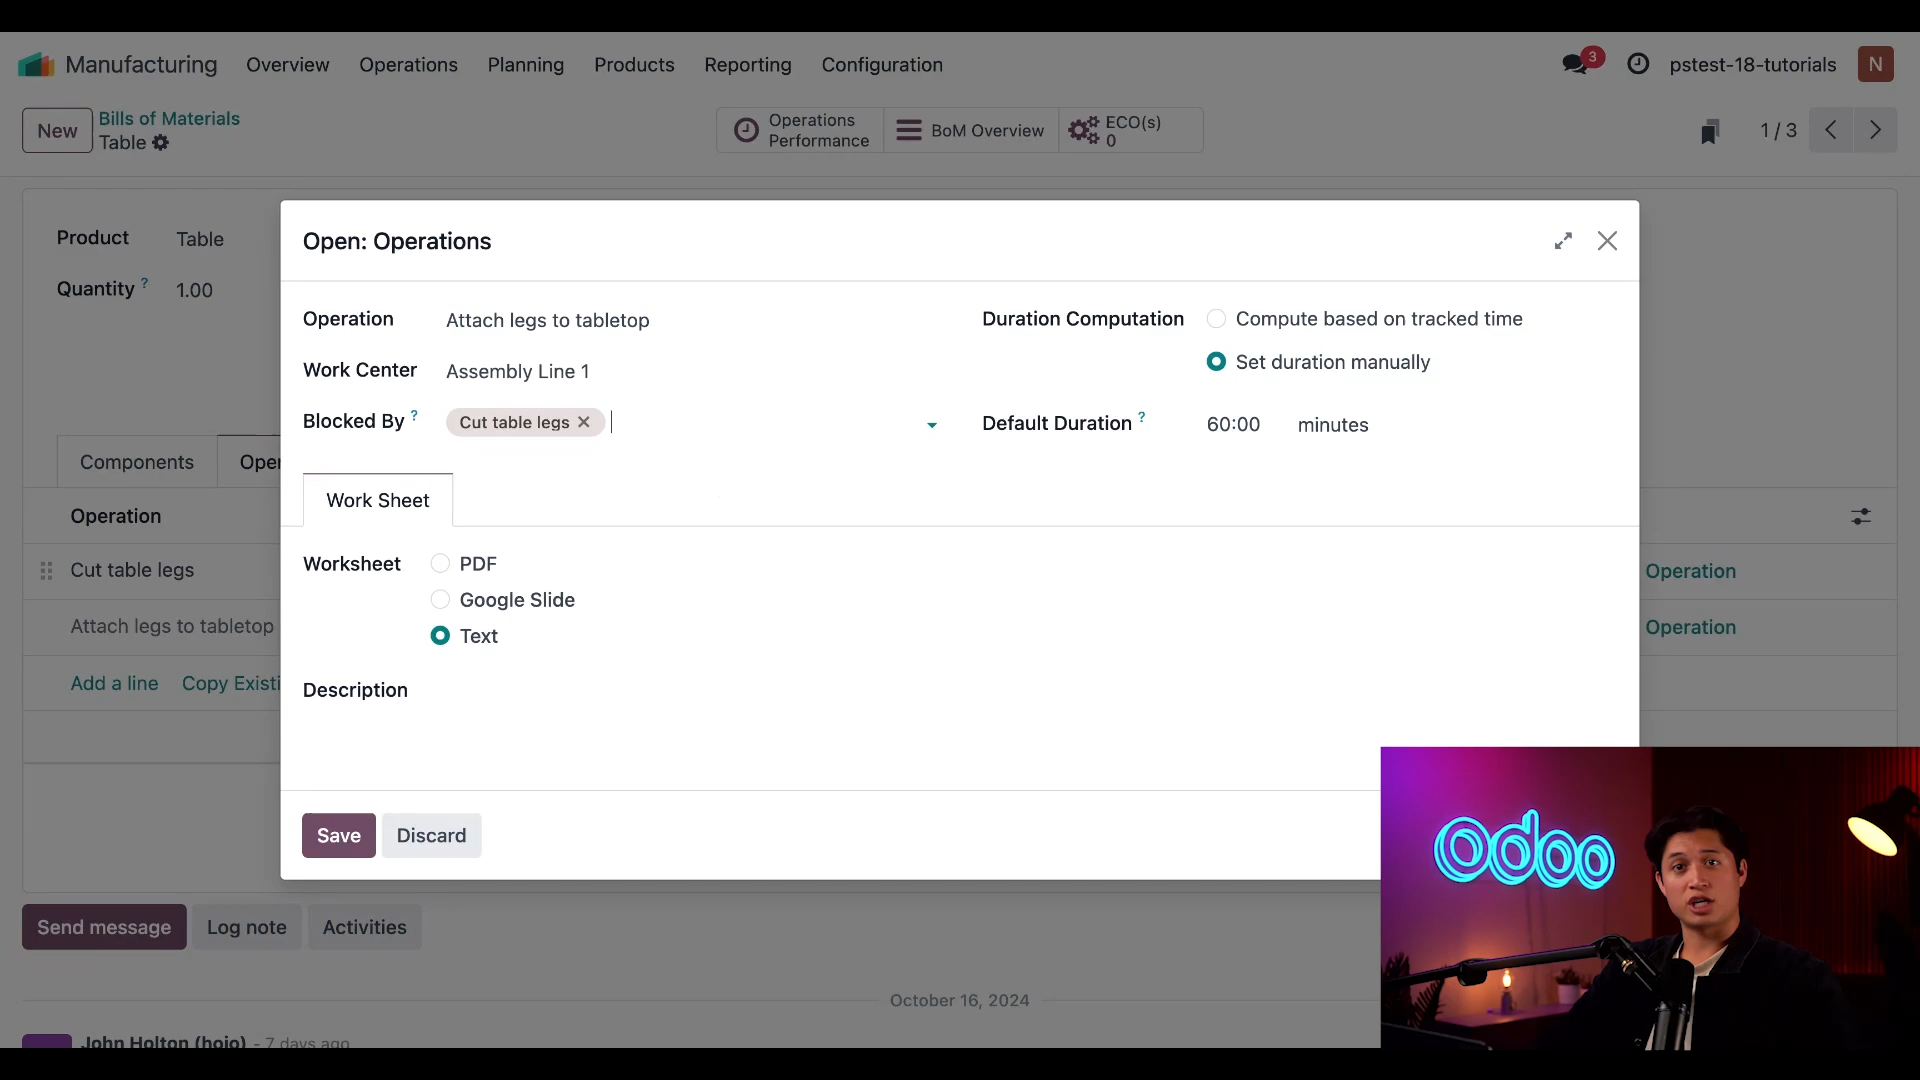 Manufacturing Overview Operations Planning Products Reporting Configuration
3
pstest-18-tutorials
N
New
Bills of Materials
Table
Operations
Performance
BoM Overview
ECO(s)
0
1 / 3
Product Table
Quantity ? 1.00
Components
Oper
Operation
Cut table legs
Operation
Attach legs to tabletop
Operation
Add a line Copy Existi
Open: Operations
Operation Attach legs to tabletop
Work Center Assembly Line 1
Blocked By ? Cut table legs
Duration Computation Compute based on tracked time
Set duration manually
Default Duration ? 60:00 minutes
Work Sheet
Worksheet PDF
Google Slide
Text
Description
Save Discard
Send message Log note Activities
October 16, 2024
John Holton (hojo) - 7 days ago
odoo